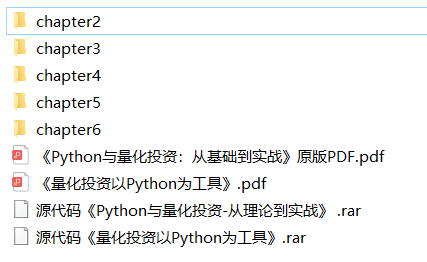 chapter2
chapter3
chapter4
chapter5
chapter6
《Python与量化投资：从基础到实战》原版PDF.pdf
《量化投资以Python为工具》.pdf
源代码《Python与量化投资-从理论到实战》 .rar
源代码《量化投资以Python为工具》.rar